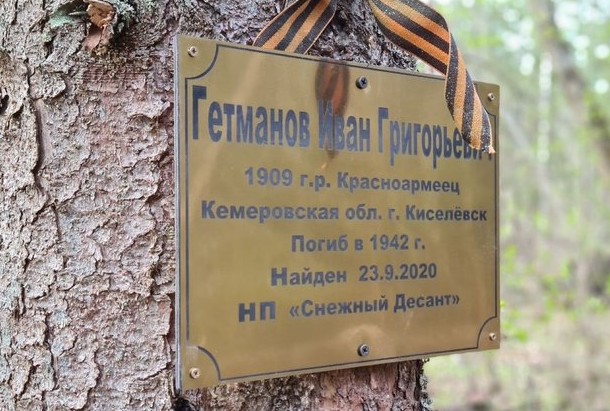 Гетманов Иван Григорьевич
1909 г.р. Красноармеец
Кемеровская обл. г. Киселёвск
Погиб в 1942 г.
Найден 23.9.2020
НП «Снежный Десант»